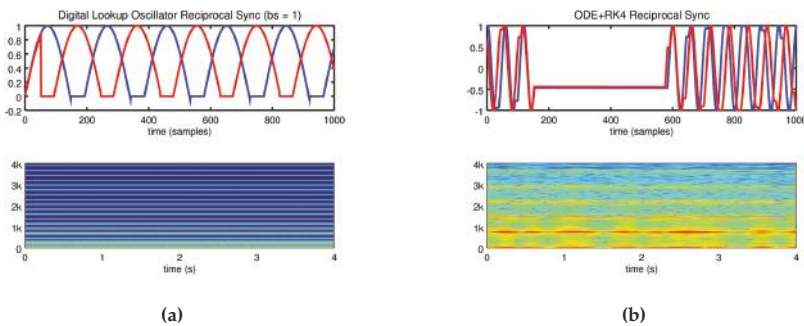 Digital Lookup Oscillator Reciprocal Sync (bs = 1)
1
0.8
0.6
0.4
0.2
0
-0.2
0 200 400 600 800 1000
time (samples)
4k
3k
2k
1k
0
0 1 2 3 4
time (s)
(a)
ODE+RK4 Reciprocal Sync
1
0.5
0
-0.5
-1
0 200 400 600 800 1000
time (samples)
4k
3k
2k
1k
0
0 1 2 3 4
time (s)
(b)